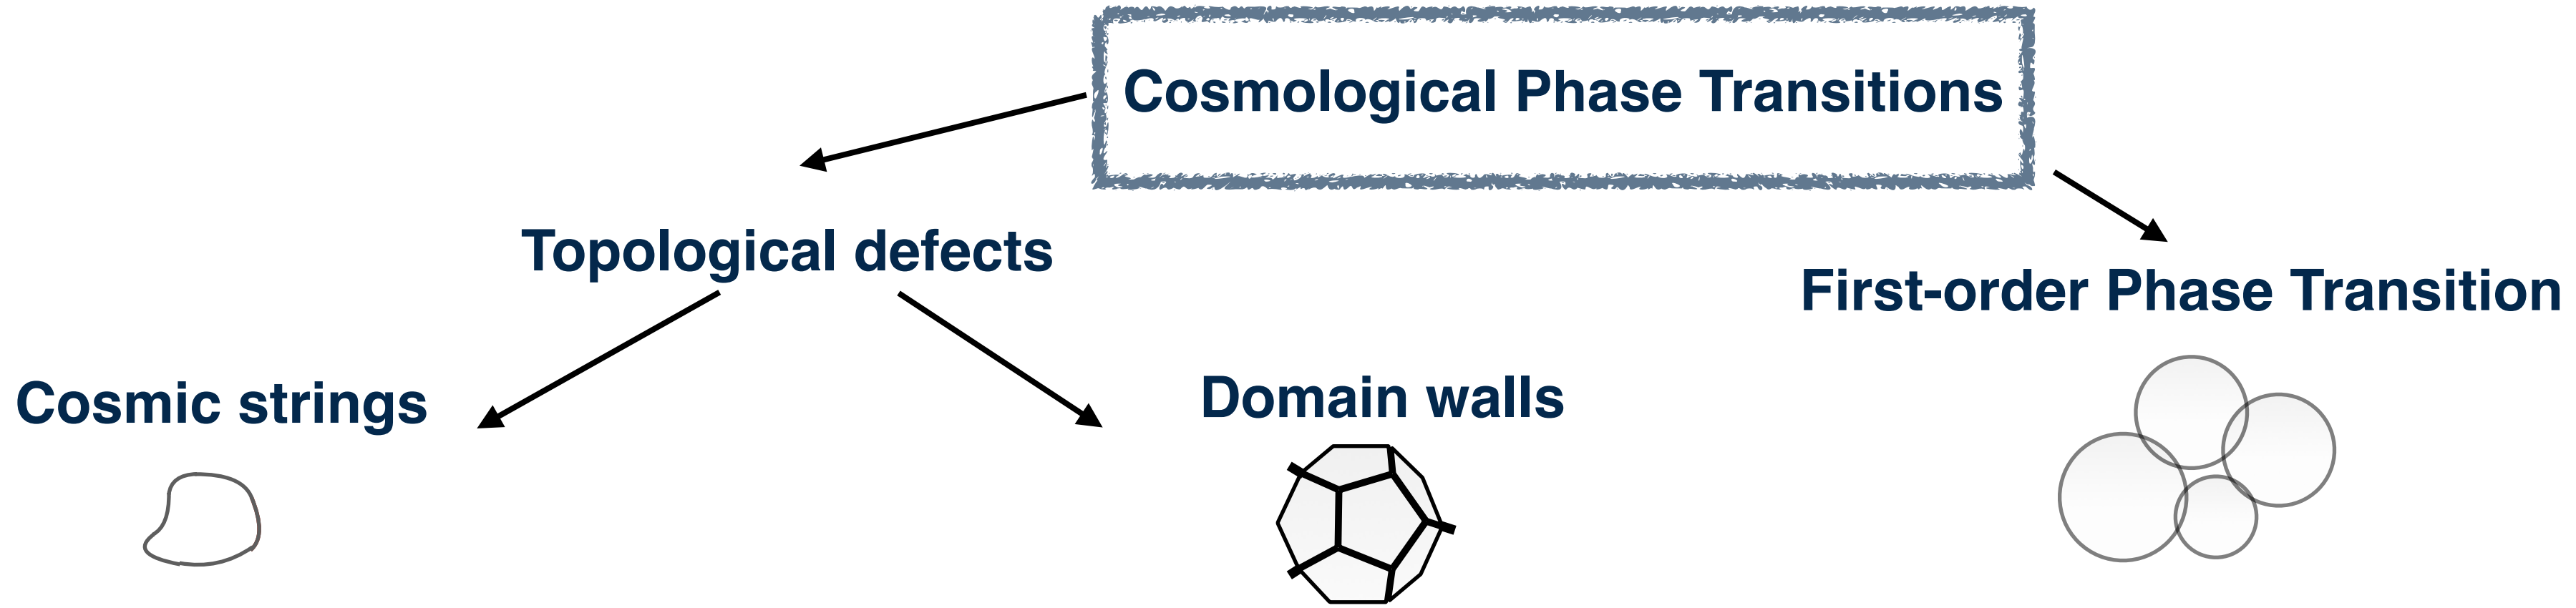 Cosmological Phase Transitions
Topological defects
First-order Phase Transition
Cosmic strings
Domain walls